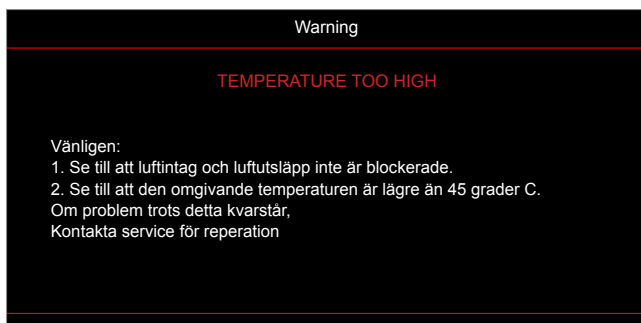 Warning
TEMPERATURE TOO HIGH
Vänligen:
1. Se till att luftintag och luftutsläpp inte är blockerade.
2. Se till att den omgivande temperaturen är lägre än 45 grader C.
Om problem trots detta kvarstår,
Kontakta service för reperation